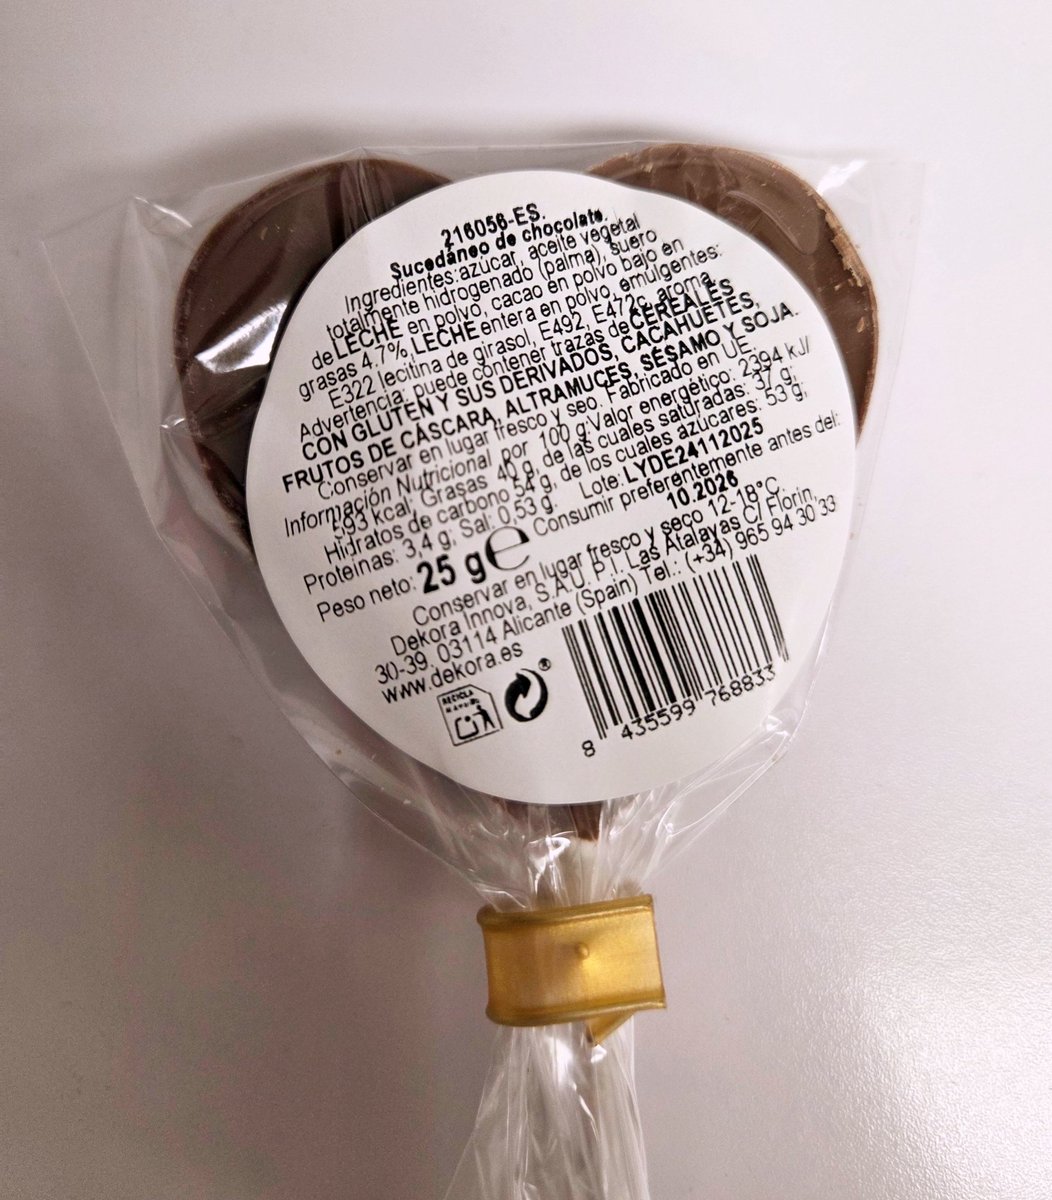 216056-ES.
Sucedáneo de chocolate.
Ingredientes:azúcar, aceite vegetal
totalmente hidrogenado (palma), suero
de LECHE en polvo, cacao en polvo bajo en
grasas 4,7%, LECHE entera en polvo, emulgentes:
E322 lecitina de girasol, E492, E472c, aroma.
Advertencia: puede contener trazas de CEREALES
CON GLUTEN Y SUS DERIVADOS, CACAHUETES,
FRUTOS DE CÁSCARA, ALTRAMUCES, SÉSAMO Y SOJA.
Conservar en lugar fresco y seo. Fabricado en UE.
Información Nutricional por 100 g:Valor energético: 2394 kJ/
593 kcal, Grasas 40 g, de las cuales saturadas: 37 g;
Hidratos de carbono 54 g, de los cuales azúcares: 53 g;
Proteínas: 3,4 g; Sal: 0,53 g. Lote: LYDE24112025
Peso neto: 25 g e Consumir preferentemente antes del:
10.2026
Conservar en lugar fresco y seco 12-18°C.
Dekora Innova, S.A.U. P.I. Las Atalayas C/ Florin,
30-39, 03114 Alicante (Spain) Tel.: (+34) 965 94 30 33
www.dekora.es
RECICLA
8 435599 768833